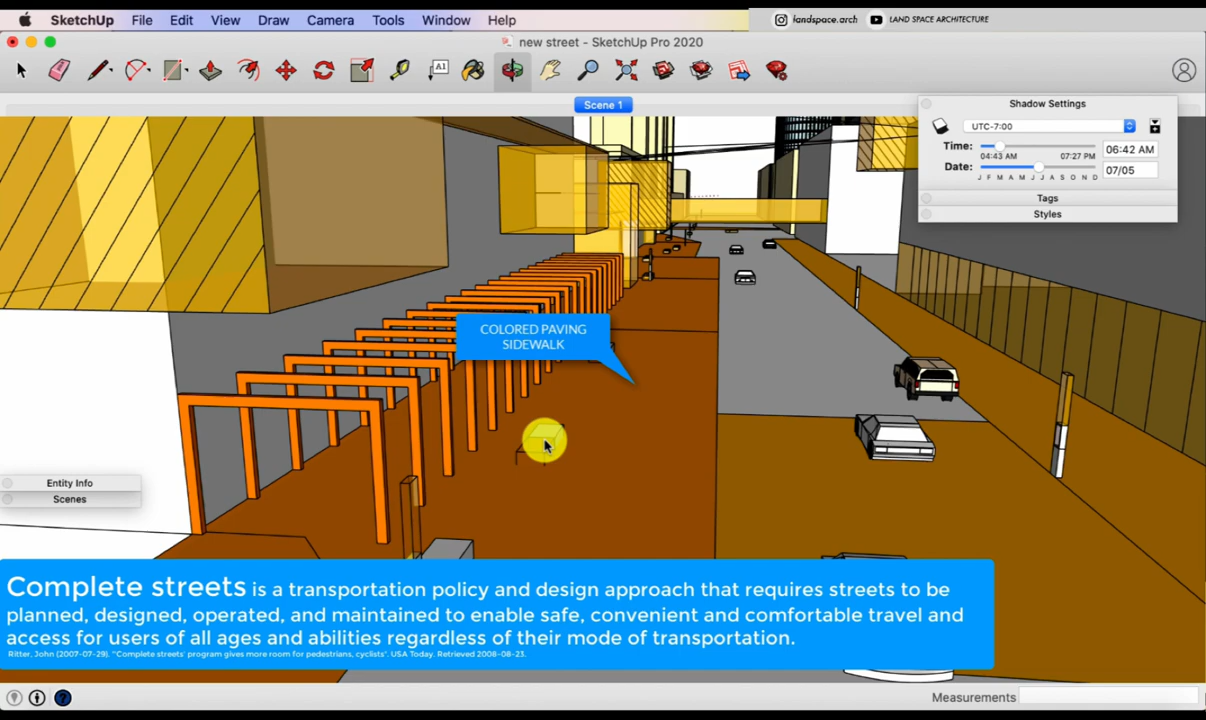 SketchUp File Edit View Draw Camera Tools Window Help
landspace.arch LAND SPACE ARCHITECTURE
new street - SketchUp Pro 2020
A1
Scene 1
Shadow Settings
UTC-7:00
Time: 06:42 AM
04:43 AM 07:27 PM
Date: 07/05
J F M A M J J A S O N D
Tags
Styles
COLORED PAVING
SIDEWALK
Entity Info
Scenes
Complete streets is a transportation policy and design approach that requires streets to be
planned, designed, operated, and maintained to enable safe, convenient and comfortable travel and
access for users of all ages and abilities regardless of their mode of transportation.
Ritter, John (2007-07-29). "'Complete streets' program gives more room for pedestrians, cyclists". USA Today. Retrieved 2008-08-23.
?
Measurements